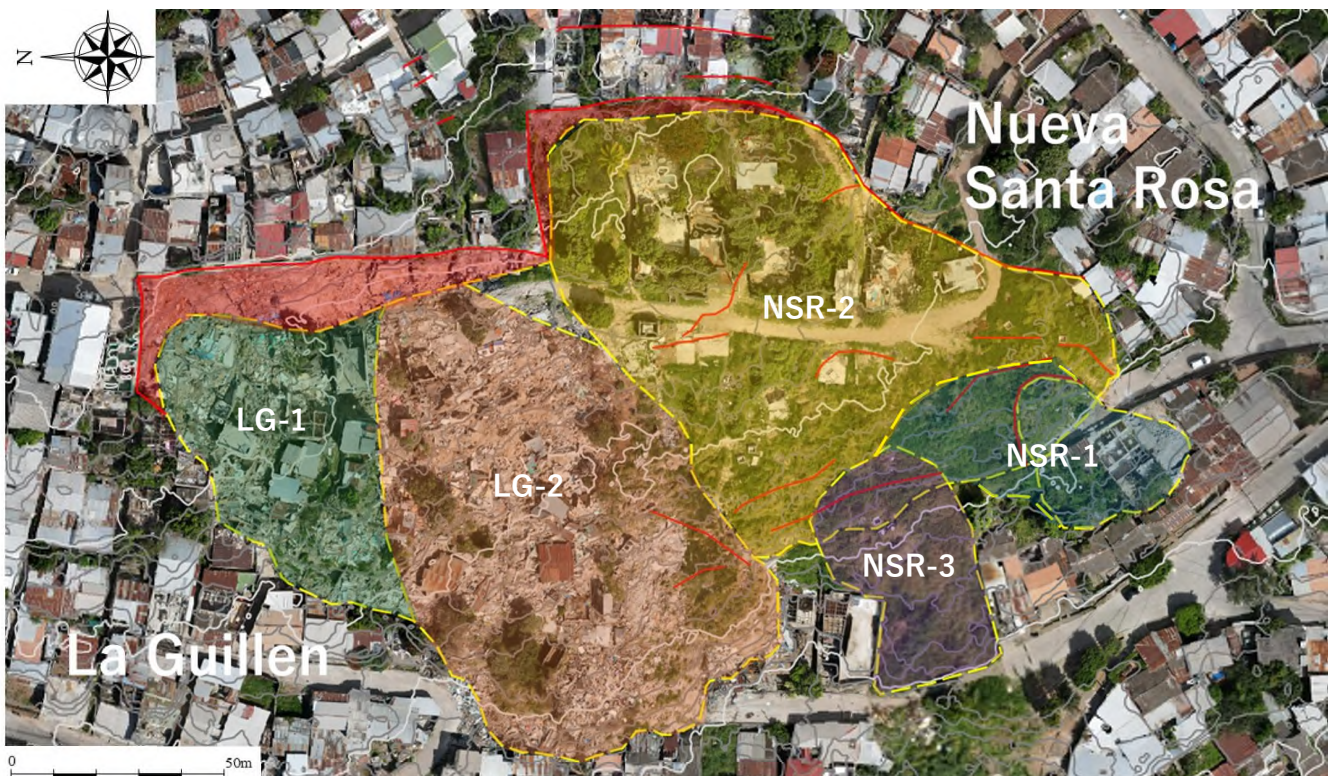 N
Nueva
Santa Rosa
NSR-2
LG-1
NSR-1
LG-2
NSR-3
La Guillen
0
50m